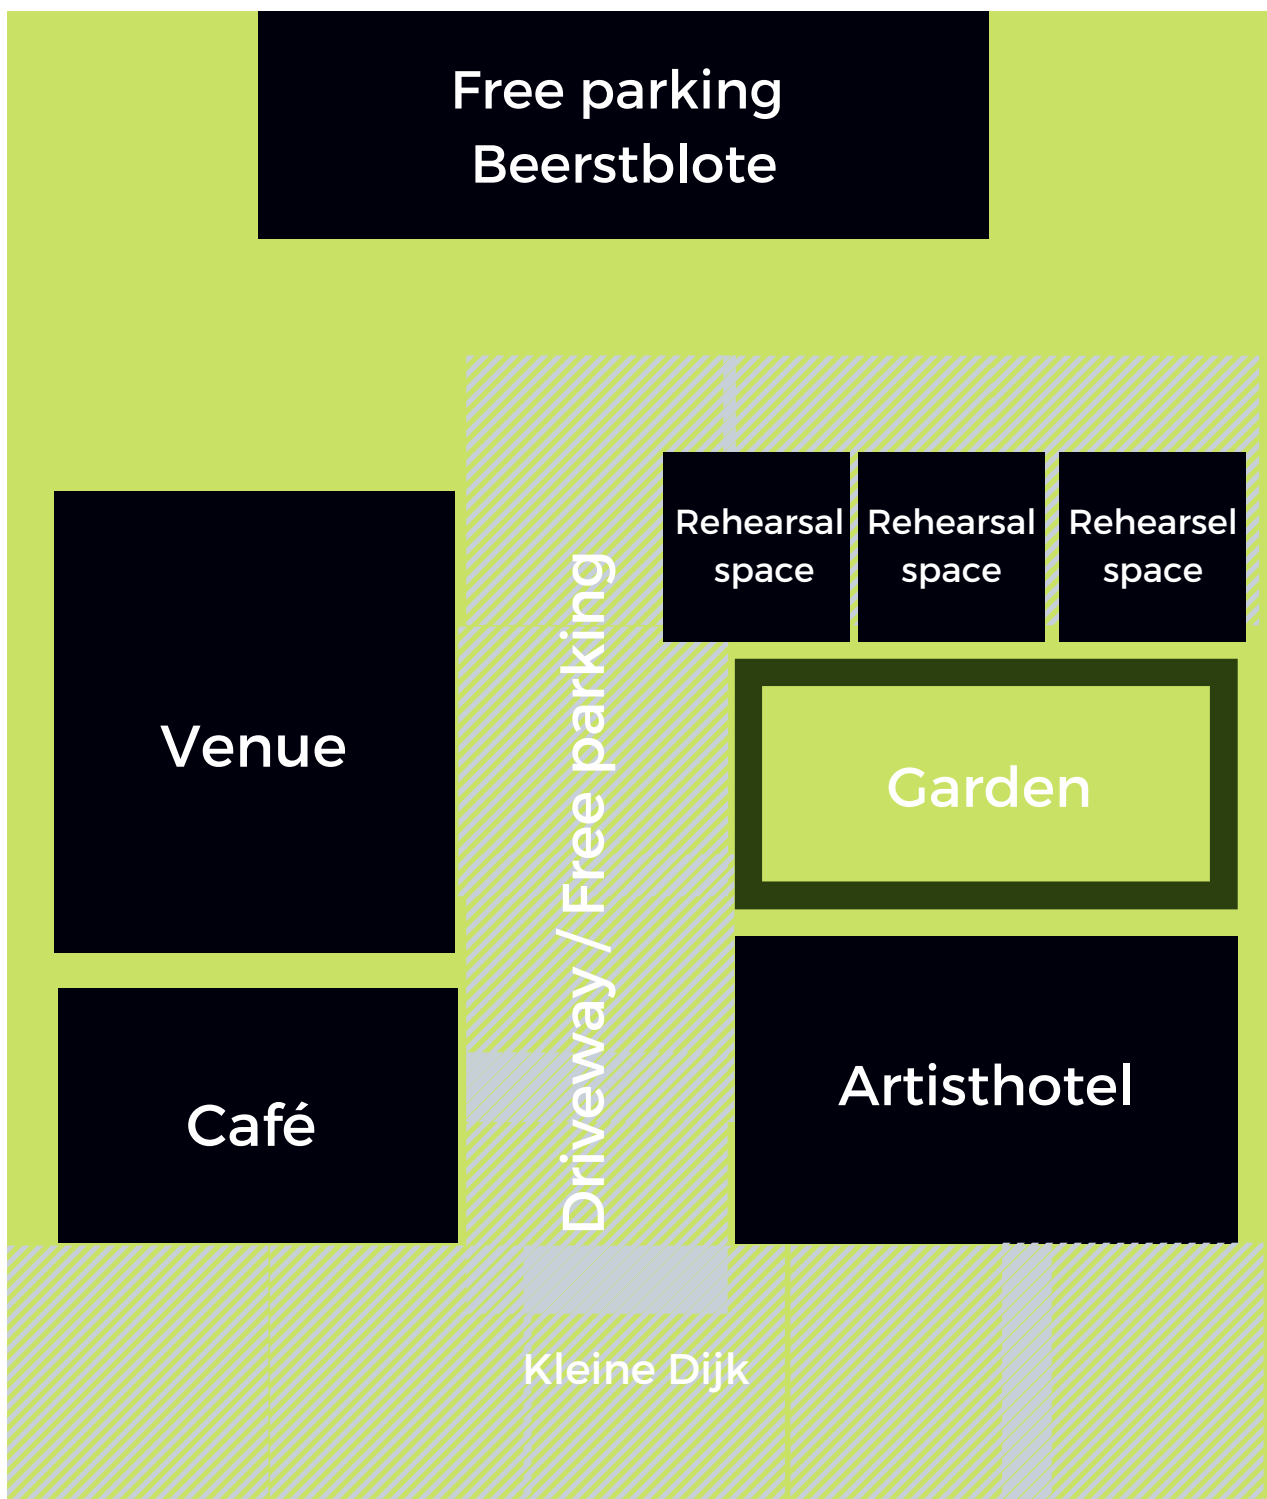 Free parking
Beerstblote
Rehearsal
space
Rehearsal
space
Rehearsel
space
Venue
Driveway / Free parking
Garden
Artisthotel
Café
Kleine Dijk